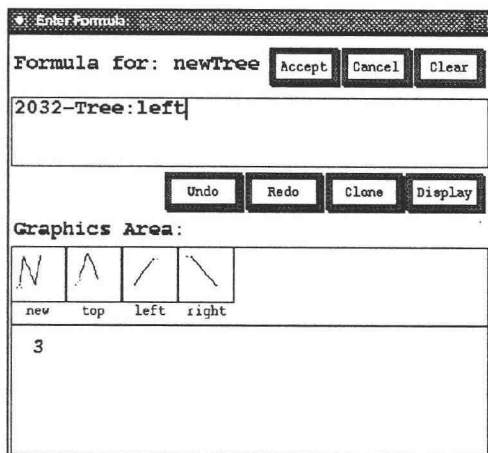 Enter Formula:
Formula for: newTree Accept Cancel Clear
2032-Tree:left
Undo Redo Clone Display
Graphics Area:
new top left right
3